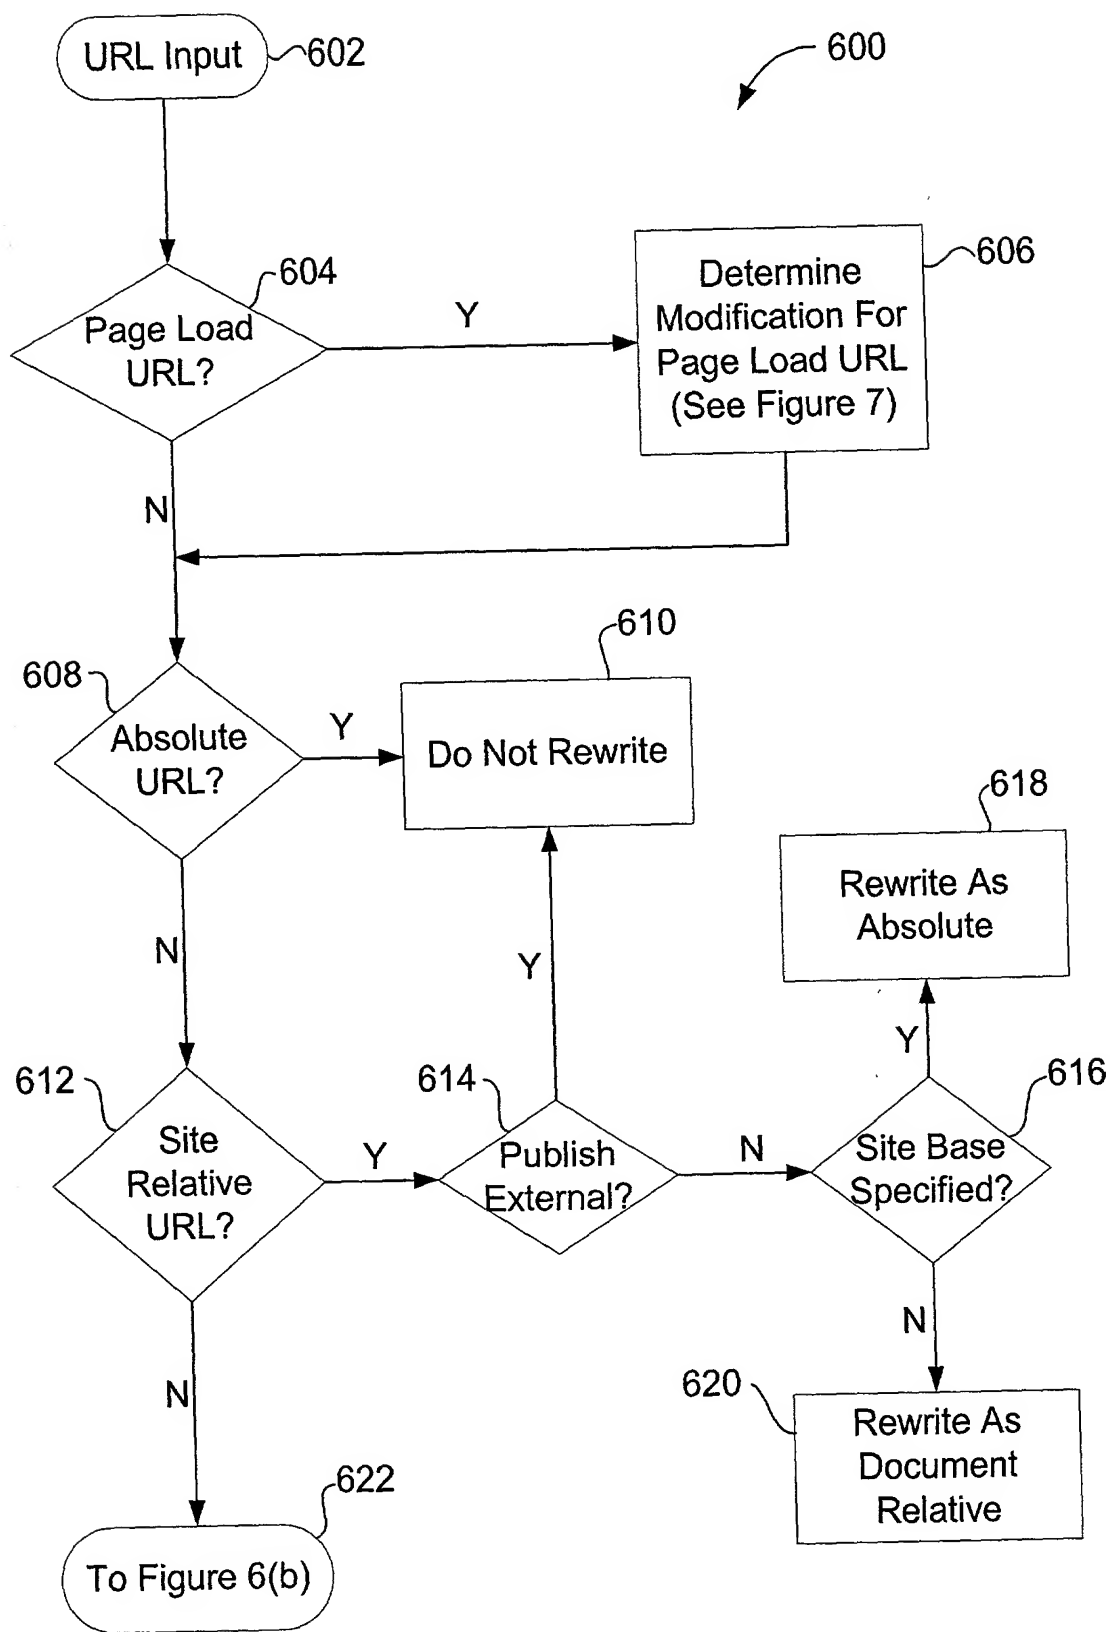 URL Input
602
600
604
Page Load
URL?
Y
606
Determine
Modification For
Page Load URL
(See Figure 7)
N
608
Absolute
URL?
Y
610
Do Not Rewrite
618
Rewrite As
Absolute
N
Y
Y
612
Site
Relative
URL?
Y
614
Publish
External?
N
616
Site Base
Specified?
N
N
620
Rewrite As
Document
Relative
622
To Figure 6(b)